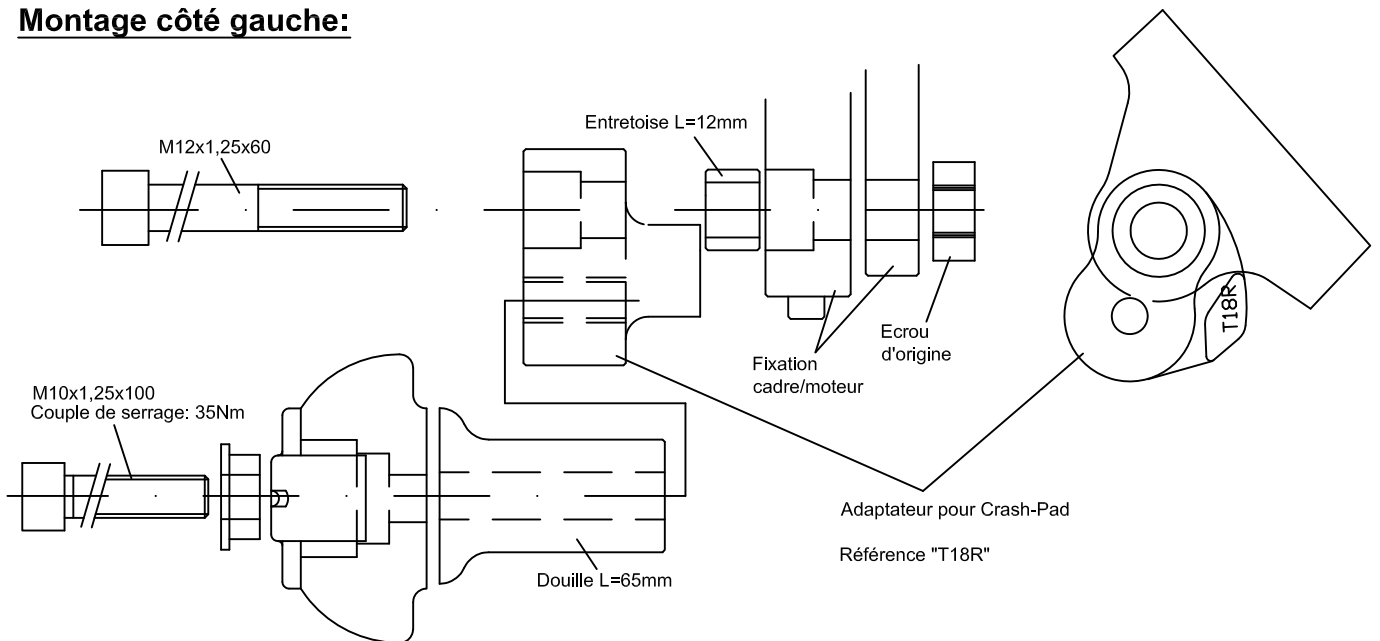 Montage côté gauche:
Entretoise L=12mm
M12x1,25x60
T18R
Ecrou
d'origine
Fixation
cadre/moteur
M10x1,25x100
Couple de serrage: 35Nm
Adaptateur pour Crash-Pad
Référence "T18R"
Douille L=65mm